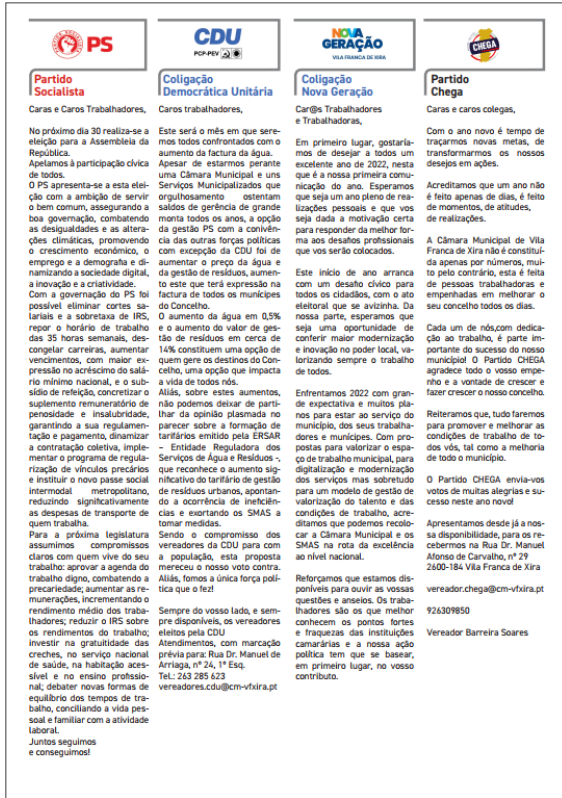 PS
Partido
Socialista
Caras e Caros Trabalhadores,
No próximo dia 30 realiza-se a
eleição para a Assembleia da
República.
Apelamos à participação cívica
de todos.
O PS apresenta-se a esta elei-
ção com a ambição de servir
o bem comum, assegurando a
boa governação, combatendo
as desigualdades e as altera-
ções climáticas, promovendo
o crescimento económico, o
emprego e a demografia e di-
namizando a sociedade digital,
a inovação e a criatividade.
Com a governação do PS foi
possível eliminar cortes sa-
lariais e a sobretaxa de IRS,
repor o horário de trabalho
das 35 horas semanais, des-
congelar carreiras, aumentar
vencimentos, com maior ex-
pressão no acréscimo do salá-
rio mínimo nacional, e o sub-
sídio de refeição, concretizar o
suplemento remuneratório de
penosidade e insalubridade,
garantindo a sua regulamen-
tação e pagamento, dinamizar
a contratação coletiva, imple-
mentar o programa de regula-
rização de vínculos precários
e instituir o novo passe social
intermodal metropolitano,
reduzindo significativamente
as despesas de transporte de
quem trabalha.
Para a próxima legislatura
assumimos compromissos
claros com quem vive do seu
trabalho: aprovar a agenda do
trabalho digno, combatendo a
precariedade; aumentar as re-
munerações, incrementando o
rendimento médio dos traba-
lhadores; reduzir o IRS sobre
os rendimentos do trabalho;
investir na gratuitidade das
creches, no serviço nacional
de saúde, na habitação aces-
sível e no ensino profissio-
nal; debater novas formas de
equilíbrio dos tempos de tra-
balho, conciliando a vida pes-
soal e familiar com a atividade
laboral.
Juntos seguimos
e conseguimos!
CDU
PCP-PEV
Coligação
Democrática Unitária
Caros trabalhadores,
Este será o mês em que sere-
mos todos confrontados com o
aumento da factura da água.
Apesar de estarmos perante
uma Câmara Municipal e uns
Serviços Municipalizados que
orgulhosamento ostentam
saldos de gerência de grande
monta todos os anos, a opção
da gestão PS com a convivên-
cia das outras forças políticas
com excepção da CDU foi de
aumentar o preço da água e
da gestão de resíduos, aumen-
to este que terá expressão na
factura de todos os munícipes
do Concelho.
O aumento da água em 0,5%
e o aumento do valor de ges-
tão de resíduos em cerca de
14% constituem uma opção de
quem gere os destinos do Con-
celho, uma opção que impacta
a vida de todos nós.
Aliás, sobre estes aumentos,
não podemos deixar de parti-
lhar da opinião plasmada no
parecer sobre a formação de
tarifários emitido pela ERSAR
– Entidade Reguladora dos
Serviços de Água e Resíduos -,
que reconhece o aumento sig-
nificativo do tarifário de gestão
de resíduos urbanos, apontan-
do a ocorrência de ineficiên-
cias e exortando os SMAS a
tomar medidas.
Sendo o compromisso dos
vereadores da CDU para com
a população, esta proposta
mereceu o nosso voto contra.
Aliás, fomos a única força polí-
tica que o fez!
Sempre do vosso lado, e sem-
pre disponíveis, os vereadores
eleitos pela CDU
Atendimentos, com marcação
prévia para: Rua Dr. Manuel de
Arriaga, nº 24, 1º Esq.
Tel.: 263 285 623
vereadores.cdu@cm-vfxira.pt
NOVA
GERAÇÃO
VILA FRANCA DE XIRA
Coligação
Nova Geração
Car@s Trabalhadores
e Trabalhadoras,
Em primeiro lugar, gostaría-
mos de desejar a todos um
excelente ano de 2022, nesta
que é a nossa primeira comu-
nicação do ano. Esperamos
que seja um ano pleno de rea-
lizações pessoais e que vos
seja dada a motivação certa
para responder da melhor for-
ma aos desafios profissionais
que vos serão colocados.
Este início de ano arranca
com um desafio cívico para
todos os cidadãos, com o ato
eleitoral que se avizinha. Da
nossa parte, esperamos que
seja uma oportunidade de
conferir maior modernização
e inovação no poder local, va-
lorizando sempre o trabalho
de todos.
Enfrentamos 2022 com gran-
de expectativa e muitos pla-
nos para estar ao serviço do
município, dos seus trabalha-
dores e munícipes. Com pro-
postas para valorizar o espa-
ço de trabalho municipal, para
digitalização e modernização
dos serviços mas sobretudo
para um modelo de gestão de
valorização do talento e das
condições de trabalho, acre-
ditamos que podemos recolo-
car a Câmara Municipal e os
SMAS na rota da excelência
ao nível nacional.
Reforçamos que estamos dis-
poníveis para ouvir as vossas
questões e anseios. Os traba-
lhadores são os que melhor
conhecem os pontos fortes
e fraquezas das instituições
camarárias e a nossa ação
política tem que se basear,
em primeiro lugar, no vosso
contributo.
CHEGA
Partido
Chega
Caras e caros colegas,
Com o ano novo é tempo de
traçarmos novas metas, de
transformarmos os nossos
desejos em ações.
Acreditamos que um ano não
é feito apenas de dias, é feito
de momentos, de atitudes,
de realizações.
A Câmara Municipal de Vila
Franca de Xira não é constituí-
da apenas por números, mui-
to pelo contrário, esta é feita
de pessoas trabalhadoras e
empenhadas em melhorar o
seu concelho todos os dias.
Cada um de nós,com dedica-
ção ao trabalho, é parte impor-
tante do sucesso do nosso
município! O Partido CHEGA
agradece todo o vosso empe-
nho e a vontade de crescer e
fazer crescer o nosso concelho.
Reiteramos que, tudo faremos
para promover e melhorar as
condições de trabalho de to-
dos vós, tal como a melhoria
de todo o município.
O Partido CHEGA envia-vos
votos de muitas alegrias e su-
cesso neste ano novo!
Apresentamos desde já a nos-
sa disponibilidade, para os re-
cebermos na Rua Dr. Manuel
Afonso de Carvalho, nº 29
2600-184 Vila Franca de Xira
vereador.chega@cm-vfxira.pt
926309850
Vereador Barreira Soares